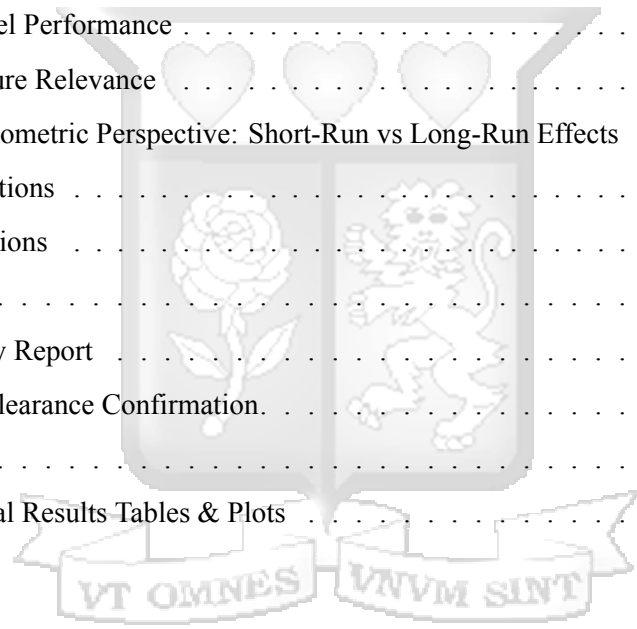 el Performance . . . . . . . . . . . . . . . . . . . .
ure Relevance . . . . . . . . . . . . . . . . . . . . .
ometric Perspective: Short-Run vs Long-Run Effects
tions . . . . . . . . . . . . . . . . . . . . . . . . . .
ions . . . . . . . . . . . . . . . . . . . . . . . . . .
. . . . . . . . . . . . . . . . . . . . . . . . . . . . .
y Report . . . . . . . . . . . . . . . . . . . . . . . .
learance Confirmation. . . . . . . . . . . . . . . . .
. . . . . . . . . . . . . . . . . . . . . . . . . . . . .
al Results Tables & Plots . . . . . . . . . . . . . . .
VT OMNES VNVM SINT